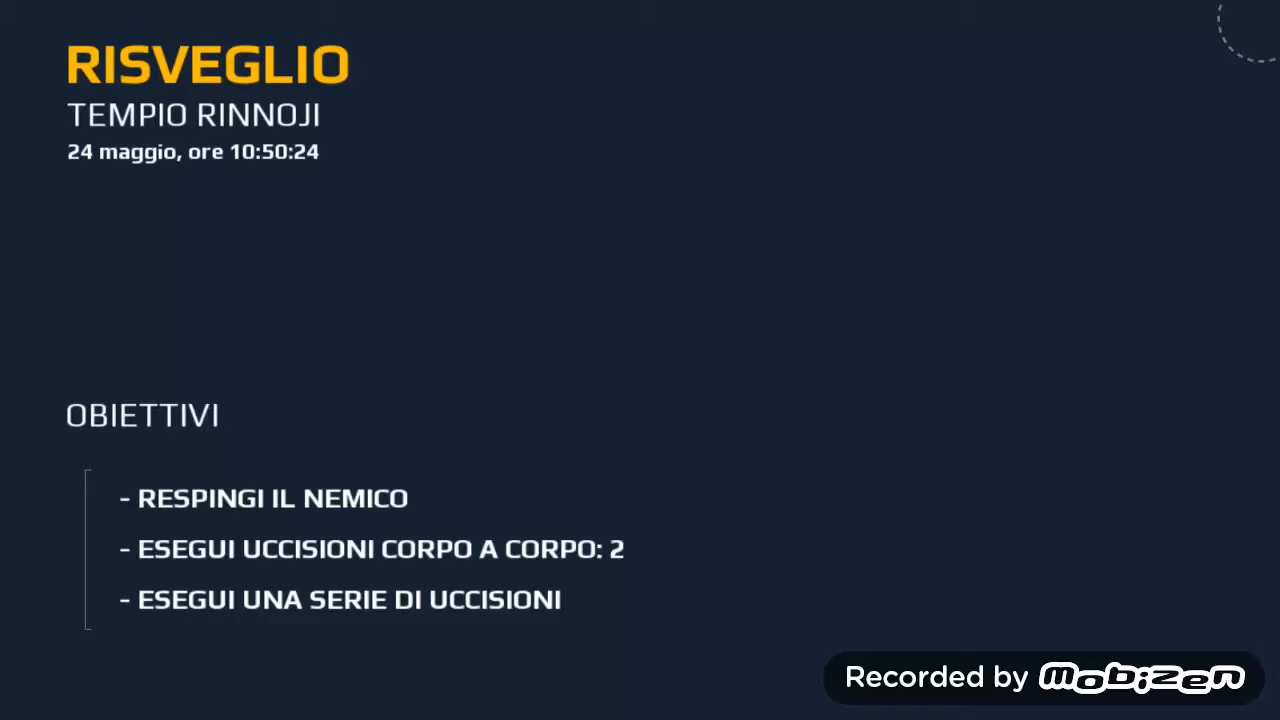 RISVEGLIO
TEMPIO RINNOJI
24 maggio, ore 10:50:24
OBIETTIVI
- RESPINGI IL NEMICO
- ESEGUI UCCISIONI CORPO A CORPO: 2
- ESEGUI UNA SERIE DI UCCISIONI
Recorded by mobizen